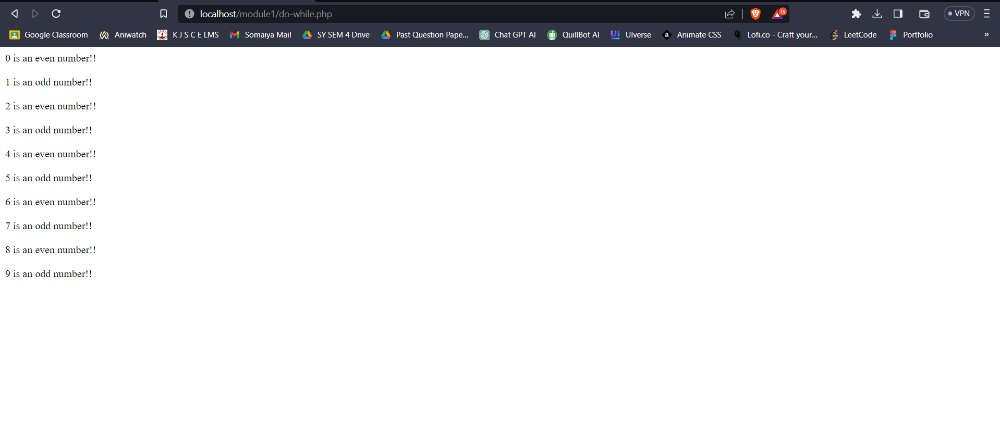 localhost/module1/do-while.php
16
VPN
Google Classroom Aniwatch K J S C E LMS Somaiya Mail SY SEM 4 Drive Past Question Pape... Chat GPT AI QuillBot AI UIverse a Animate CSS Lofi.co - Craft your... LeetCode Portfolio »
0 is an even number!!
1 is an odd number!!
2 is an even number!!
3 is an odd number!!
4 is an even number!!
5 is an odd number!!
6 is an even number!!
7 is an odd number!!
8 is an even number!!
9 is an odd number!!